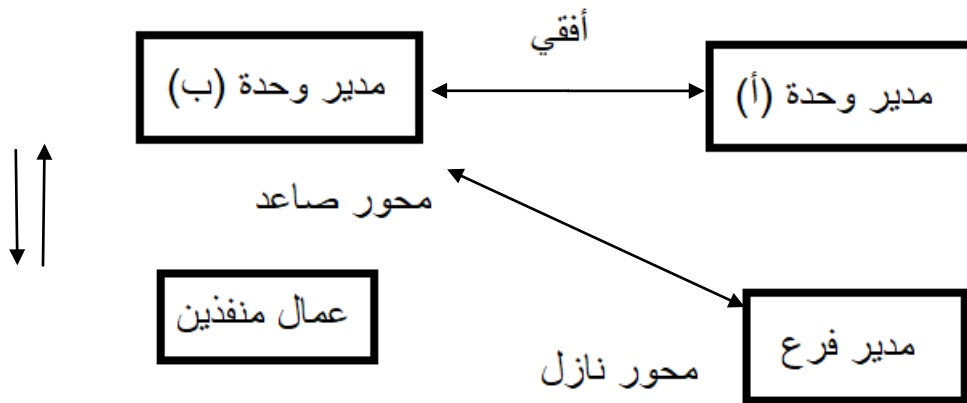 أفقي
مدير وحدة (أ)
مدير وحدة (ب)
محور صاعد
عمال منفذين
مدير فرع
محور نازل